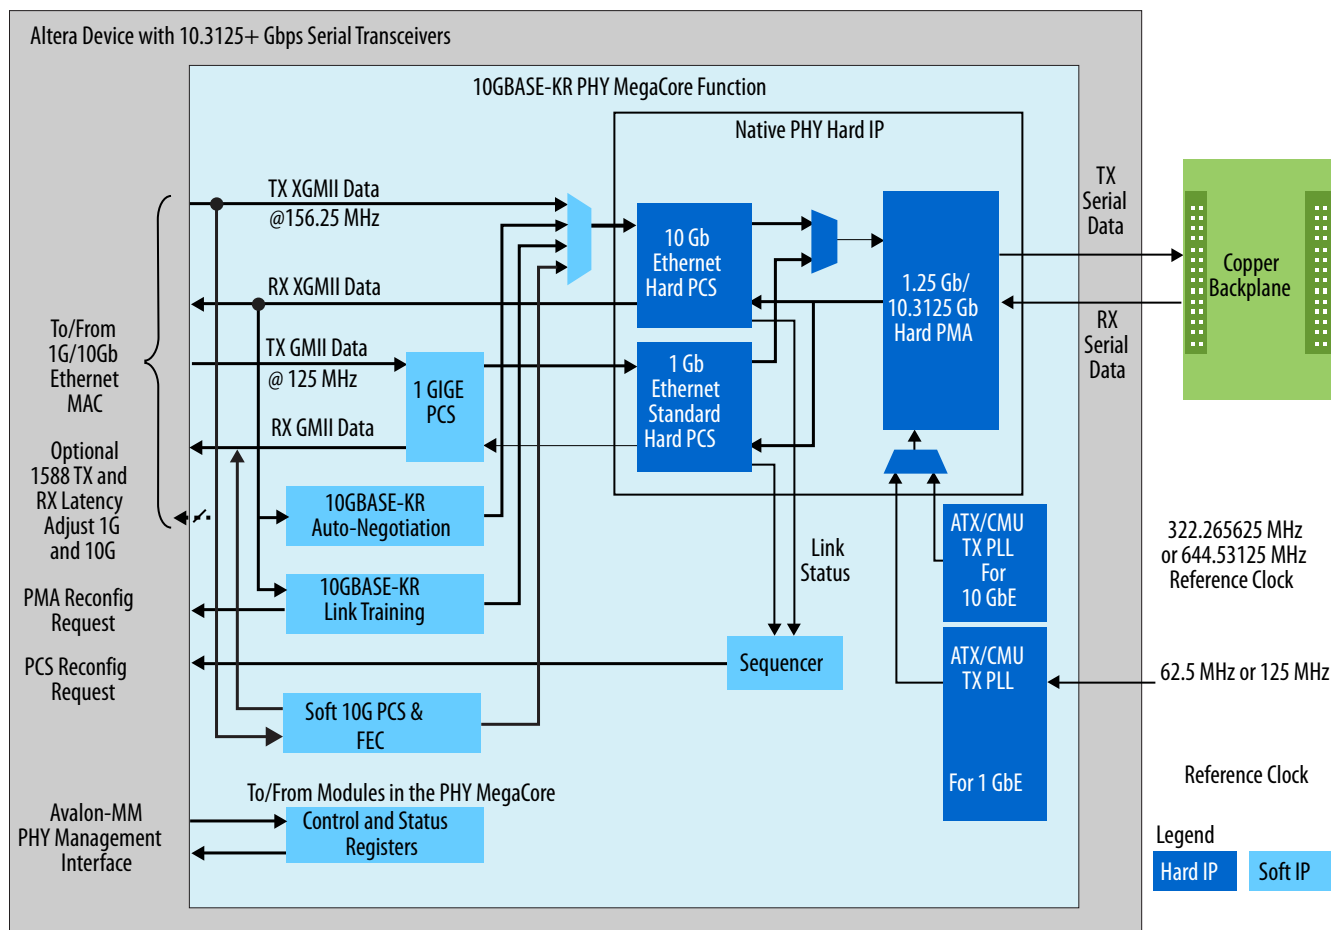 Altera Device with 10.3125+ Gbps Serial Transceivers
10GBASE-KR PHY MegaCore Function
Native PHY Hard IP
TX XGMII Data
@156.25 MHz
RX XGMII Data
TX GMII Data
@ 125 MHz
RX GMII Data
To/From
1G/10Gb
Ethernet
MAC
Optional
1588 TX and
RX Latency
Adjust 1G
and 10G
PMA Reconfig
Request
PCS Reconfig
Request
Avalon-MM
PHY Management
Interface
1 GIGE
PCS
10GBASE-KR
Auto-Negotiation
10GBASE-KR
Link Training
Soft 10G PCS &
FEC
To/From Modules in the PHY MegaCore
Control and Status
Registers
10 Gb
Ethernet
Hard PCS
1 Gb
Ethernet
Standard
Hard PCS
1.25 Gb/
10.3125 Gb
Hard PMA
Link
Status
Sequencer
ATX/CMU
TX PLL
For
10 GbE
ATX/CMU
TX PLL
For 1 GbE
TX
Serial
Data
RX
Serial
Data
Copper
Backplane
322.265625 MHz
or 644.53125 MHz
Reference Clock
62.5 MHz or 125 MHz
Reference Clock
Legend
Hard IP
Soft IP